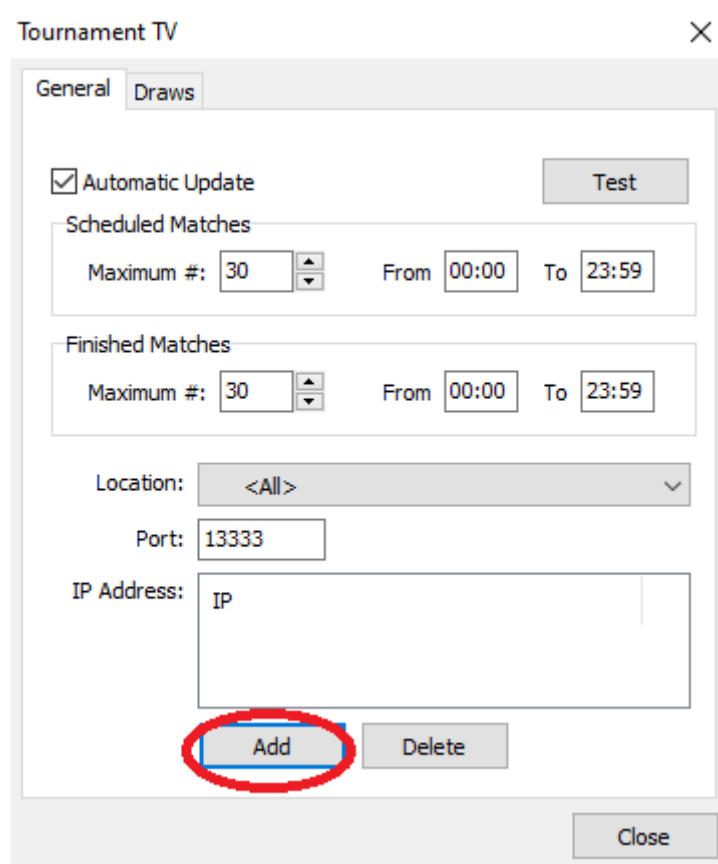 Tournament TV
General Draws
Automatic Update Test
Scheduled Matches
Maximum #: 30 From 00:00 To 23:59
Finished Matches
Maximum #: 30 From 00:00 To 23:59
Location: <All>
Port: 13333
IP Address: IP
Add Delete
Close